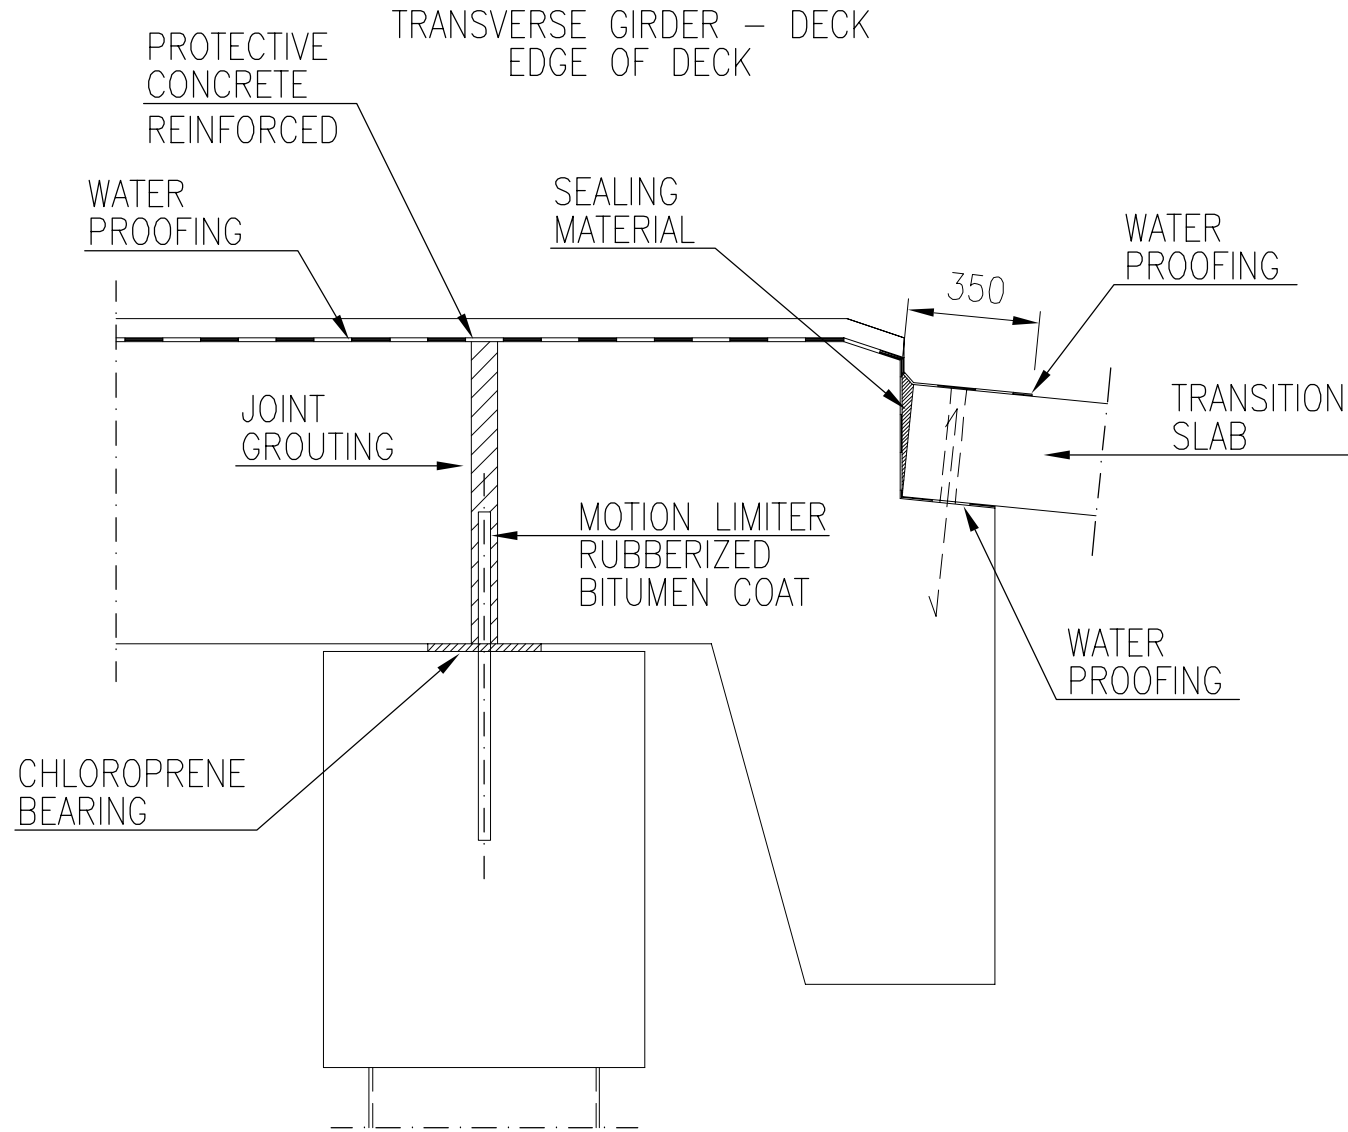 TRANSVERSE GIRDER – DECK
EDGE OF DECK
PROTECTIVE
CONCRETE
REINFORCED
WATER
PROOFING
SEALING
MATERIAL
WATER
PROOFING
350
JOINT
GROUTING
TRANSITION
SLAB
MOTION LIMITER
RUBBERIZED
BITUMEN COAT
WATER
PROOFING
CHLOROPRENE
BEARING